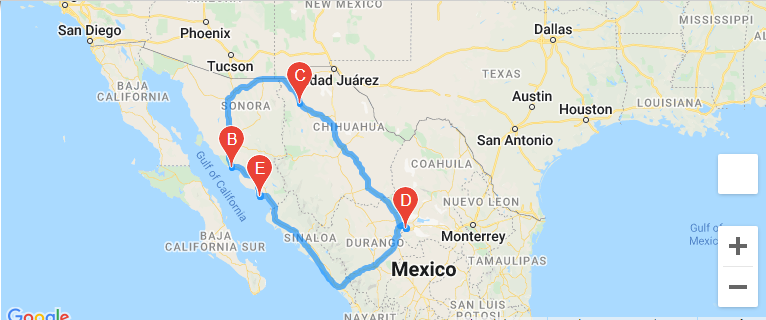 NEW MEXICO
MISSISSIPPI
San Diego
Phoenix
Dallas
Tucson
C
dad Juárez
TEXAS
BAJA
CALIFORNIA
SONORA
Austin
LOUISIANA
Houston
CHIHUAHUA
B
San Antonio
COAHUILA
E
Gulf of
California
D
NUEVO LEON
BAJA
CALIFORNIA SUR
SINALOA
DURANGO
Monterrey
Gulf of
Mexico
TAMAULIPAS
Mexico
SAN LUIS
POTOSI
NAYARIT
Google